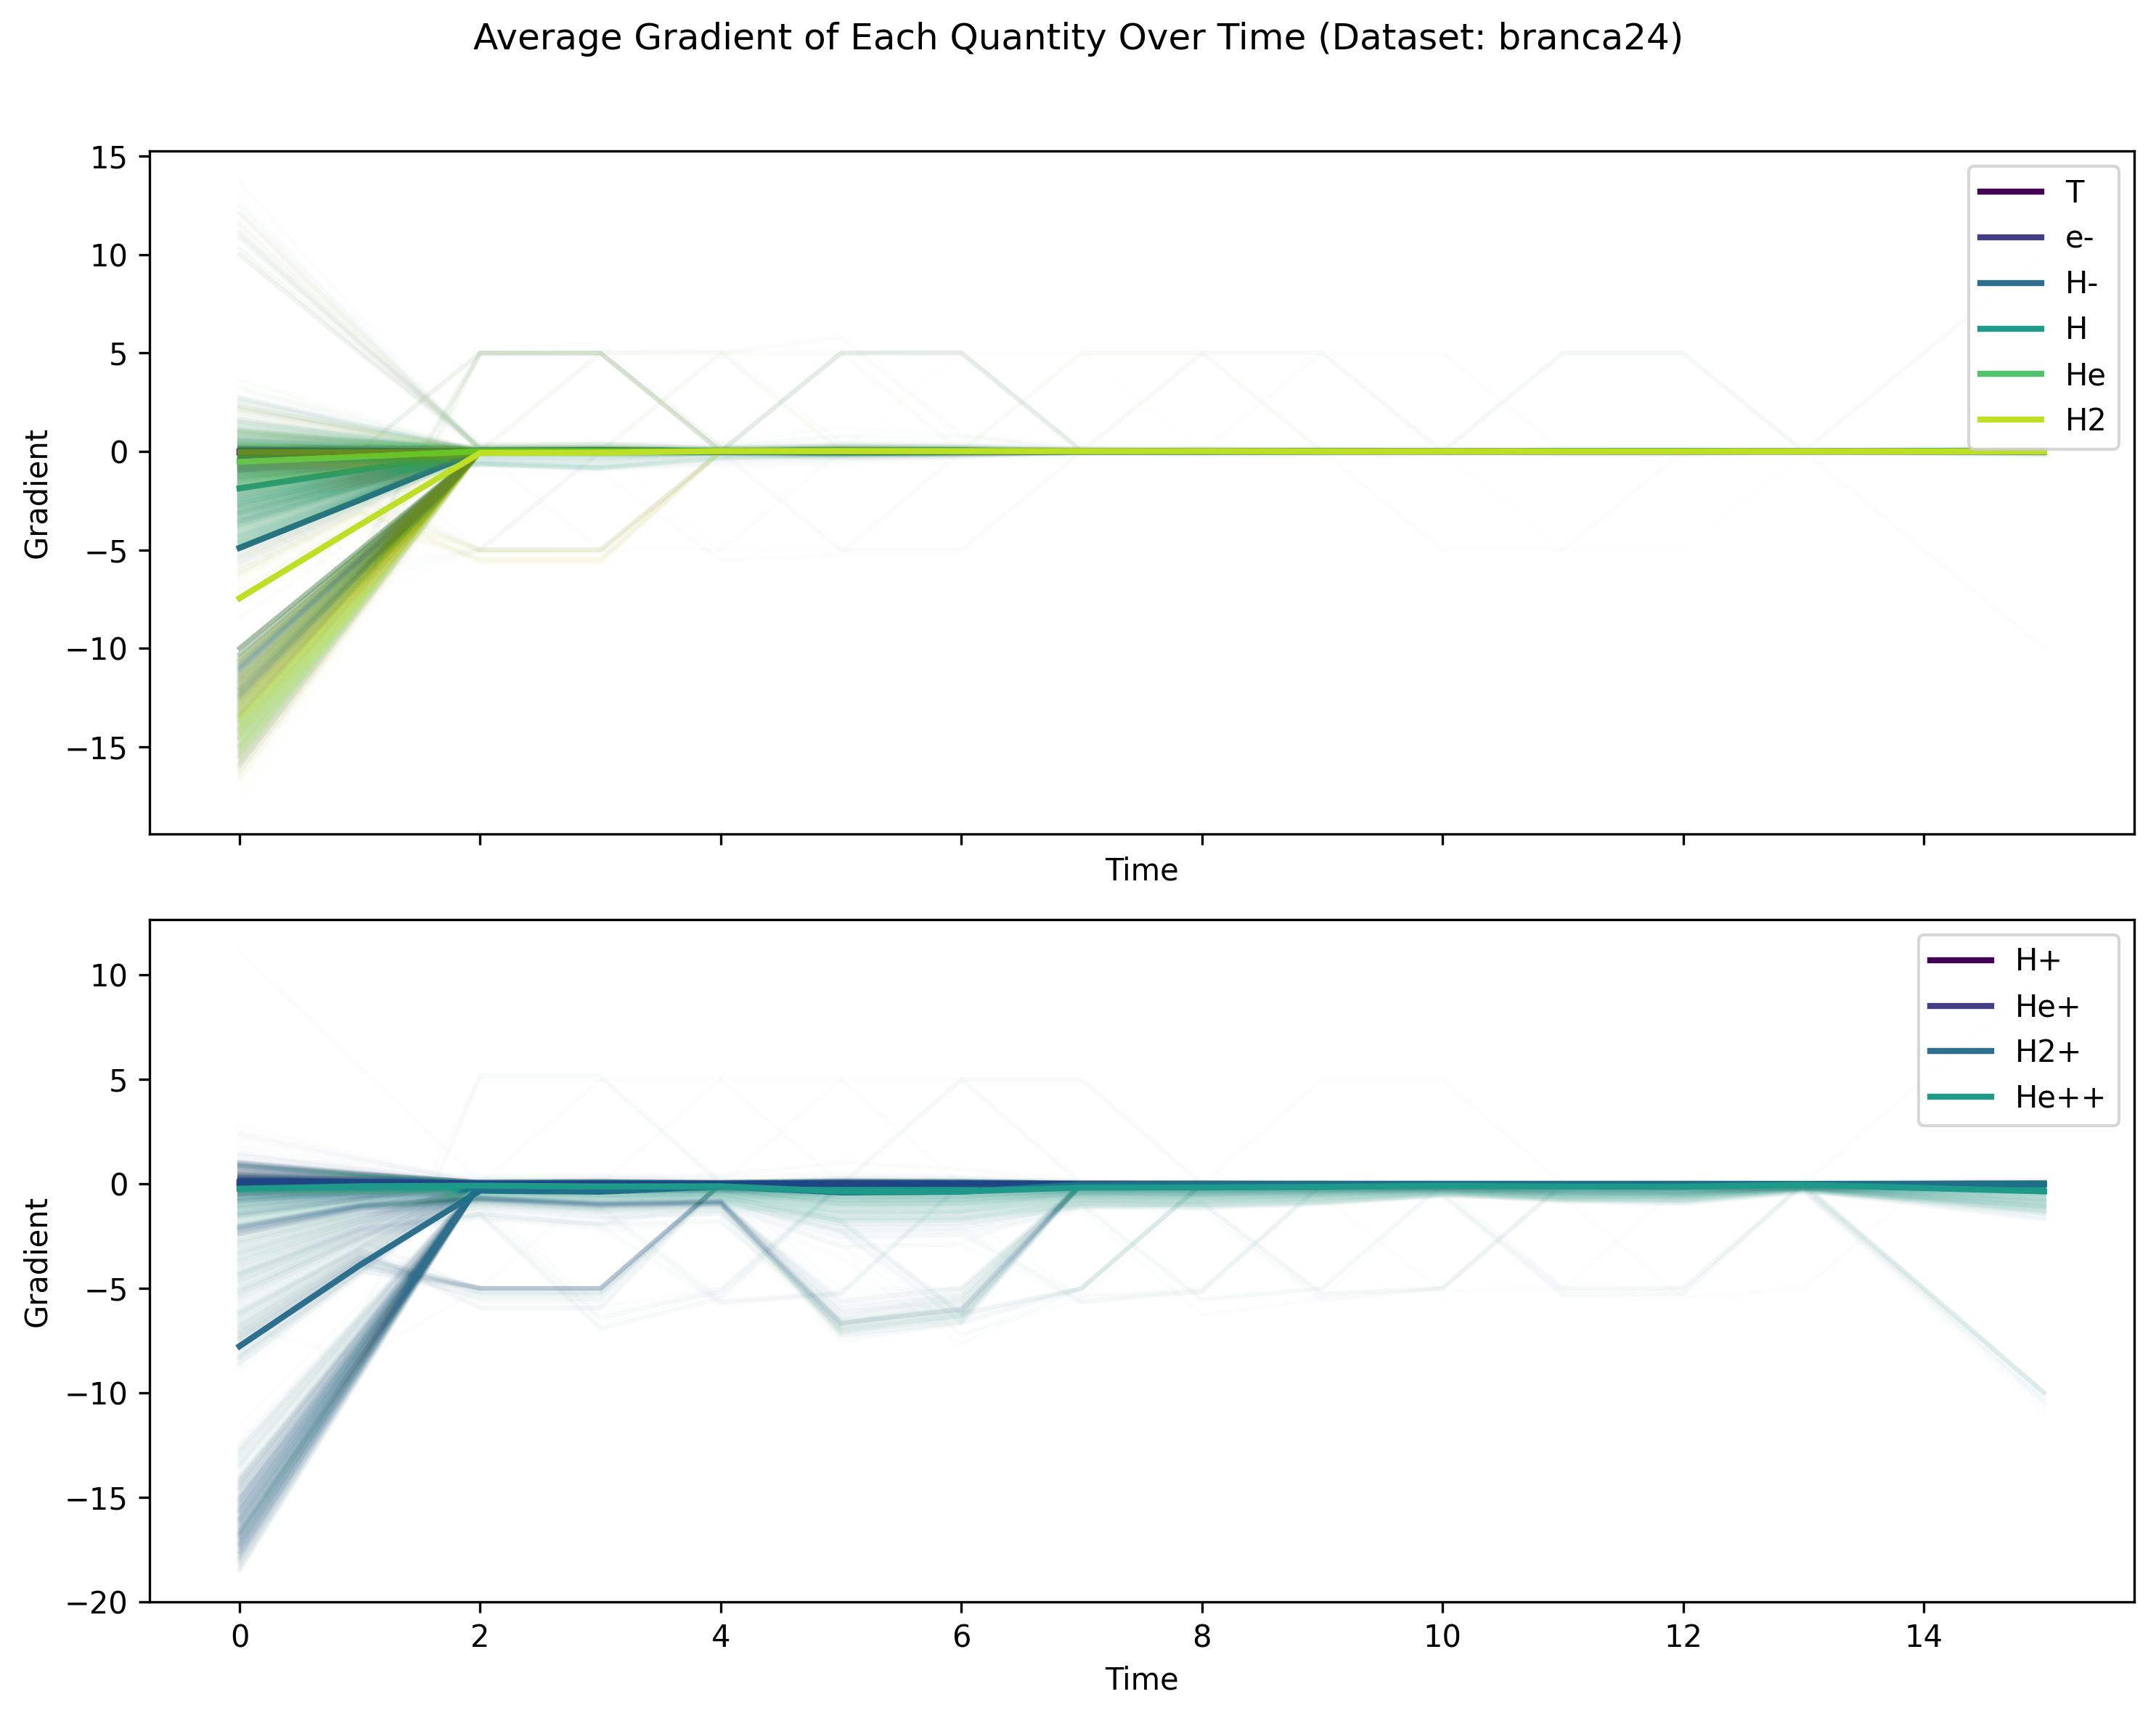 Average Gradient of Each Quantity Over Time (Dataset: branca24)
15
10
5
0
−5
−10
−15
Gradient
T
e-
H-
H
He
H2
Time
10
5
0
−5
−10
−15
−20
Gradient
H+
He+
H2+
He++
0 2 4 6 8 10 12 14
Time